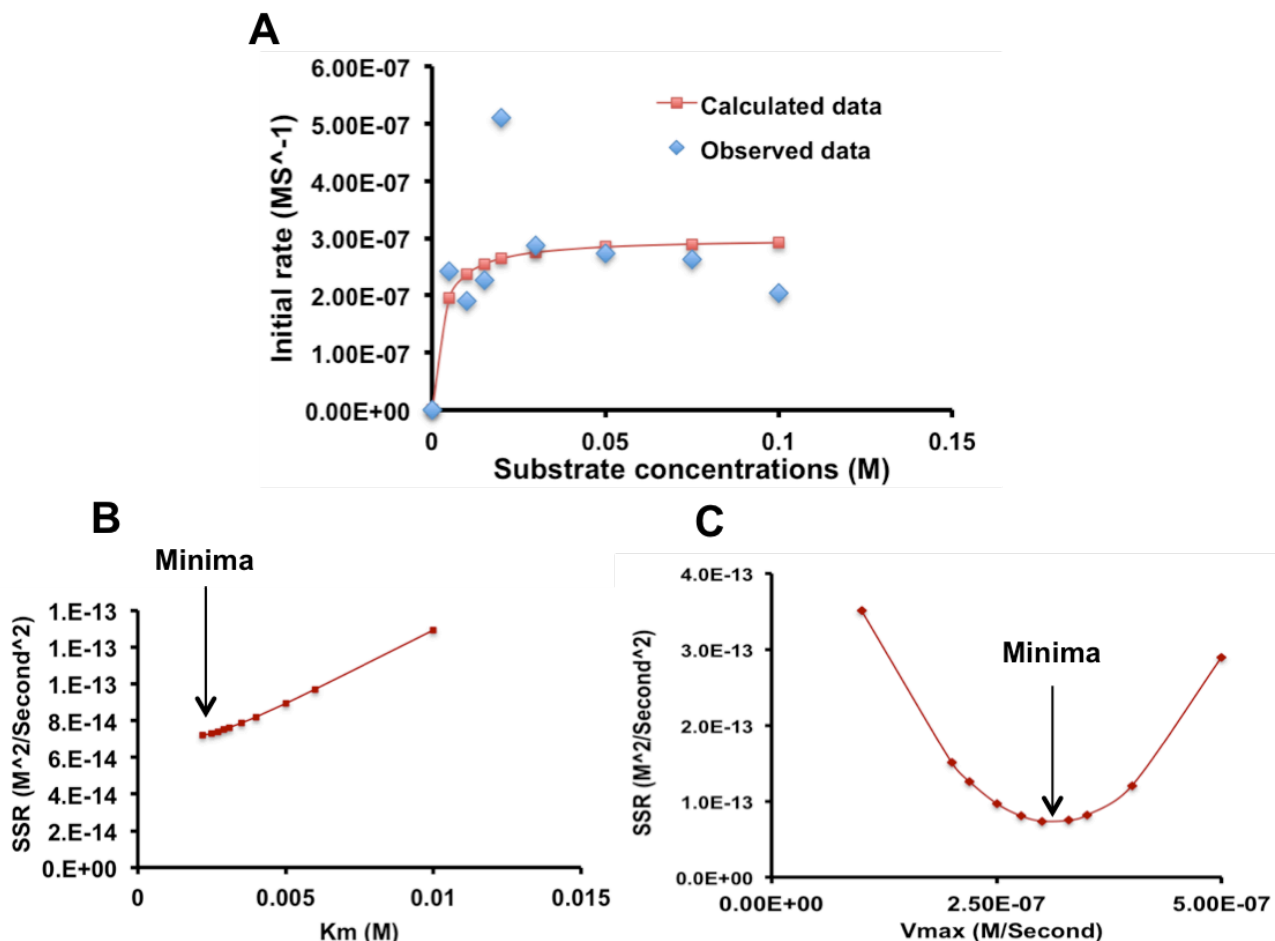 A
6.00E-07
5.00E-07
4.00E-07
3.00E-07
2.00E-07
1.00E-07
0.00E+00
Initial rate (MS^-1)
Calculated data
Observed data
0 0.05 0.1 0.15
Substrate concentrations (M)
B
Minima
1.E-13
1.E-13
1.E-13
8.E-14
6.E-14
4.E-14
2.E-14
0.E+00
SSR (M^2/Second^2)
0 0.005 0.01 0.015
Km (M)
C
4.0E-13
3.0E-13
2.0E-13
1.0E-13
0.0E+00
SSR (M^2/Second^2)
Minima
0.00E+00 2.50E-07 5.00E-07
Vmax (M/Second)